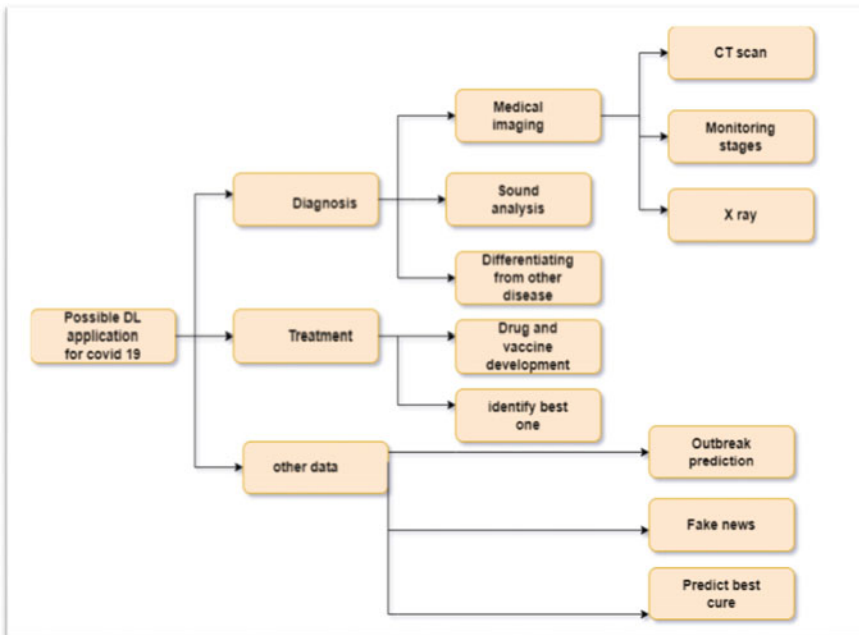 Possible DL
application
for covid 19
Diagnosis
Medical
imaging
CT scan
Monitoring
stages
X ray
Sound
analysis
Differentiating
from other
disease
Treatment
Drug and
vaccine
development
identify best
one
other data
Outbreak
prediction
Fake news
Predict best
cure